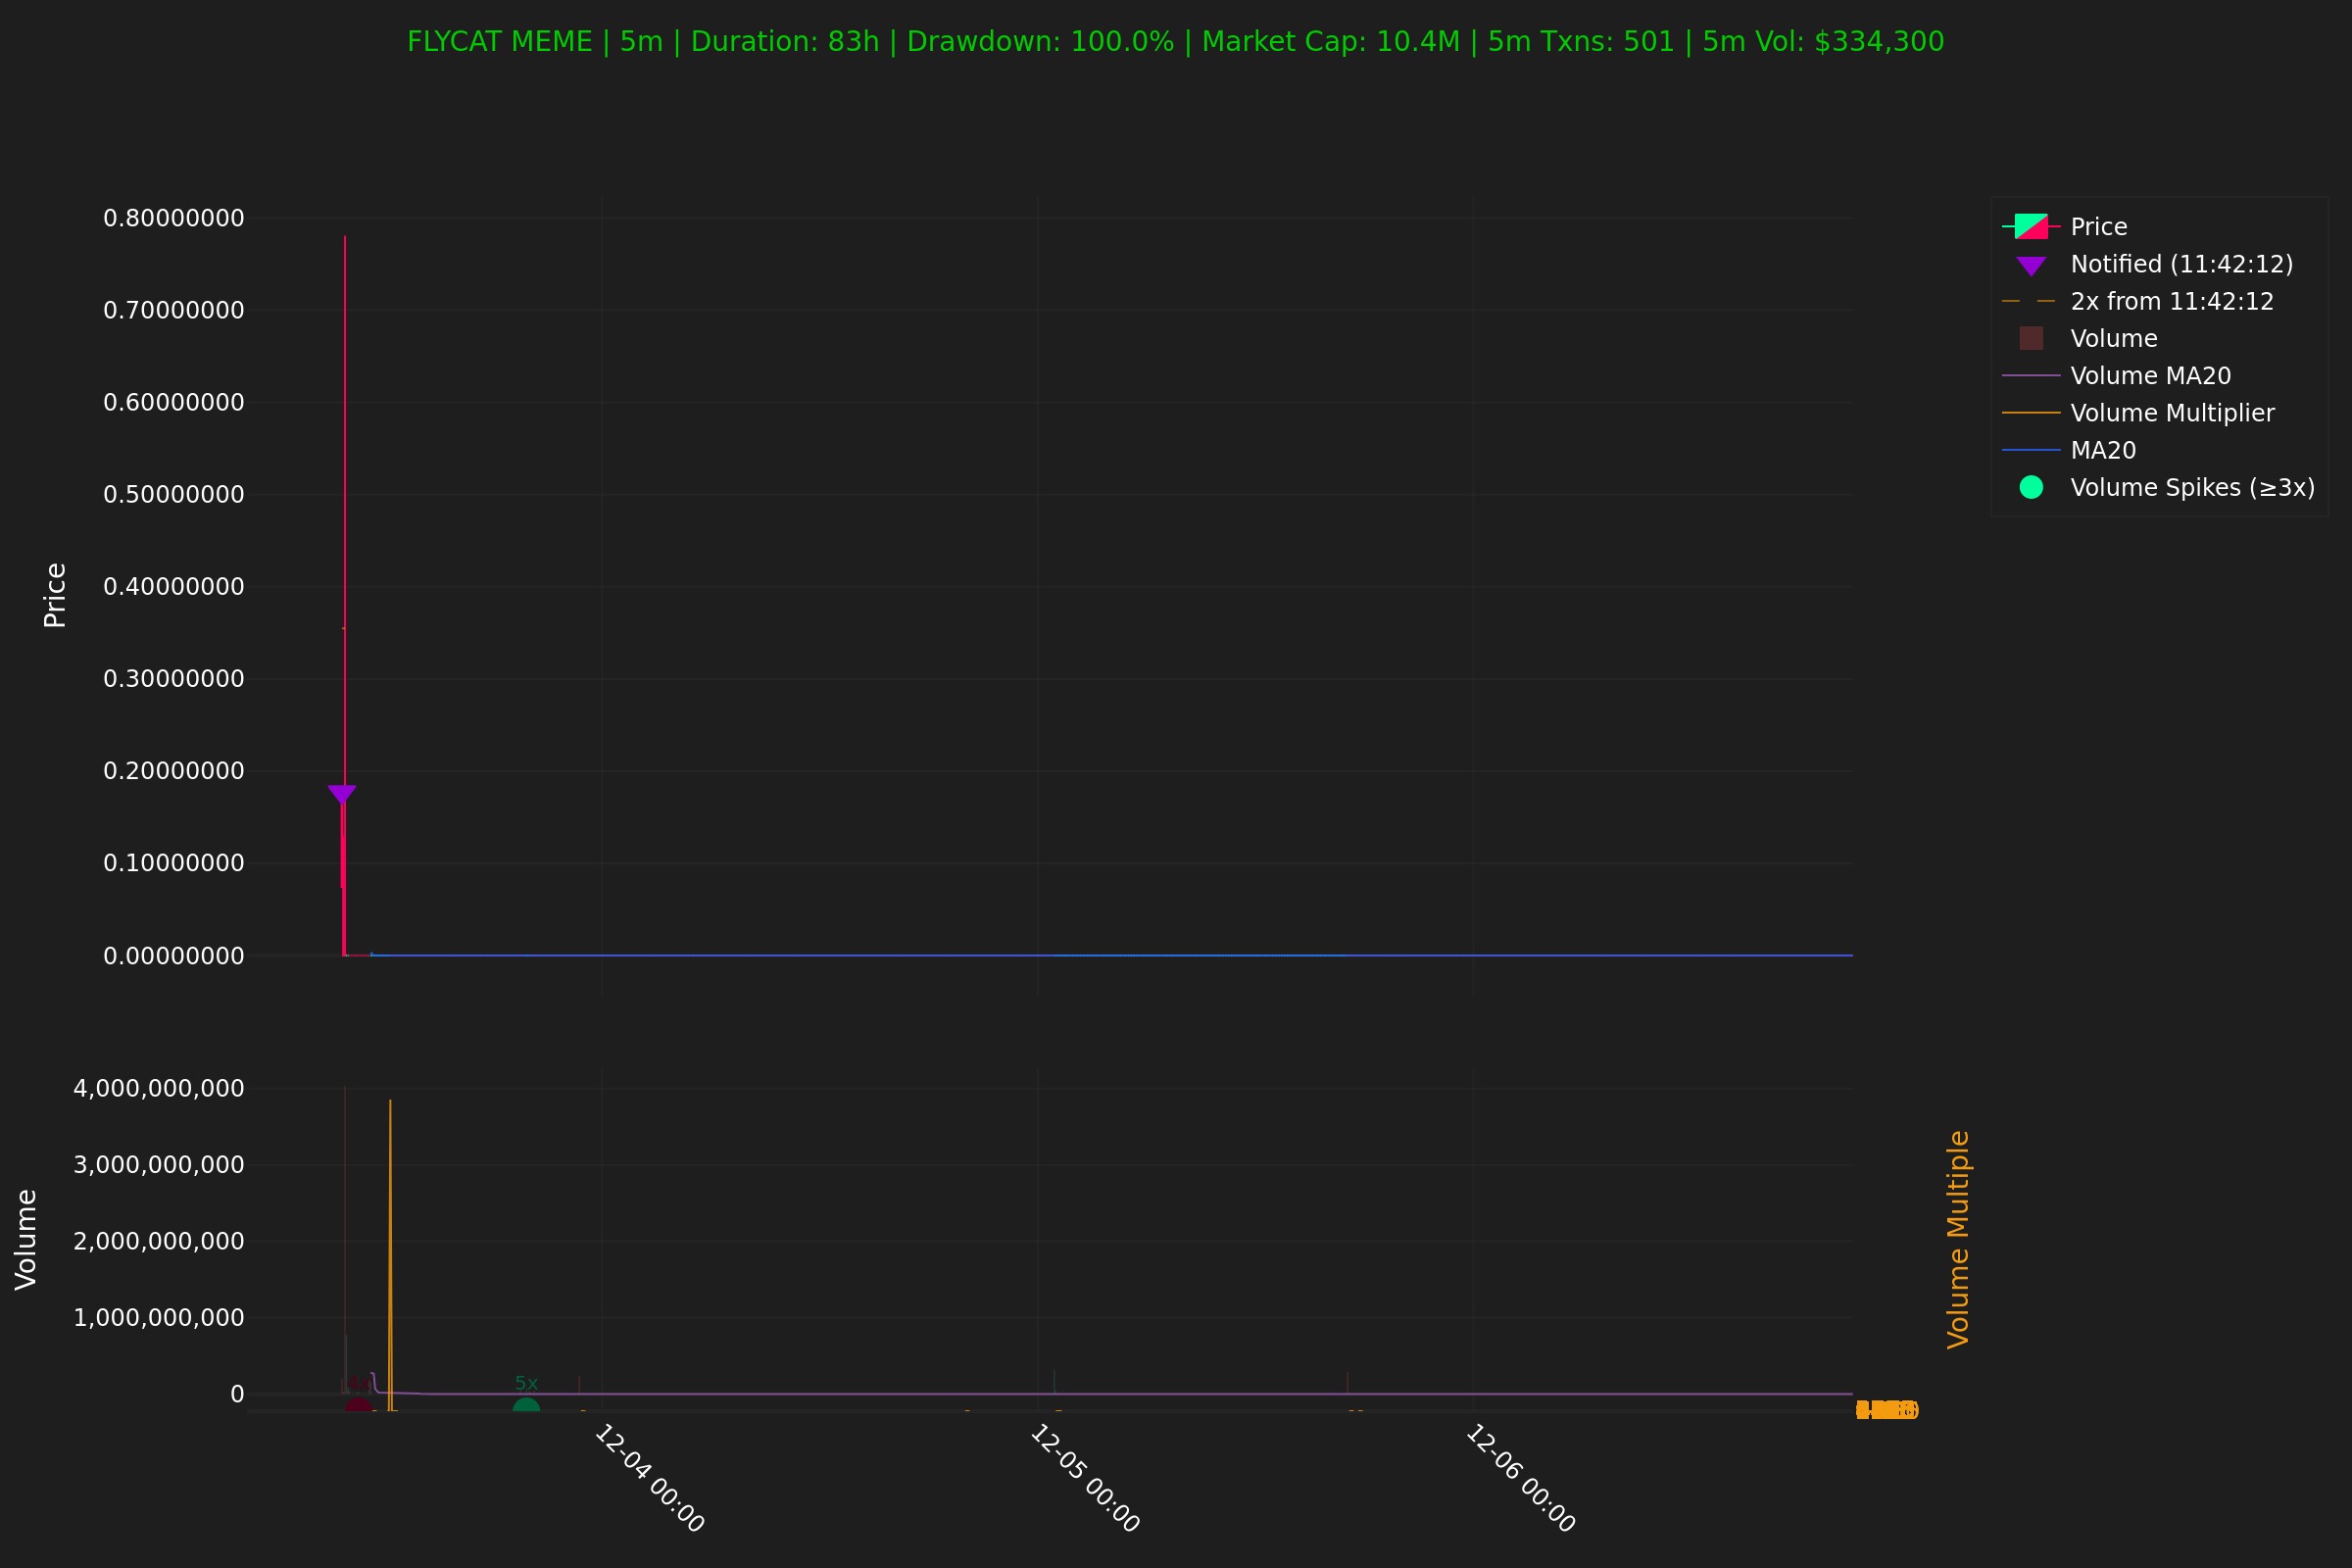 FLYCAT MEME | 5m | Duration: 83h | Drawdown: 100.0% | Market Cap: 10.4M | 5m Txns: 501 | 5m Vol: $334,300
Price
0.80000000
0.70000000
0.60000000
0.50000000
0.40000000
0.30000000
0.20000000
0.10000000
0.00000000
Price
Notified (11:42:12)
2x from 11:42:12
Volume
Volume MA20
Volume Multiplier
MA20
Volume Spikes (≥3x)
Volume
4,000,000,000
3,000,000,000
2,000,000,000
1,000,000,000
0
5x
Volume Multiple
12-04 00:00
12-05 00:00
12-06 00:00